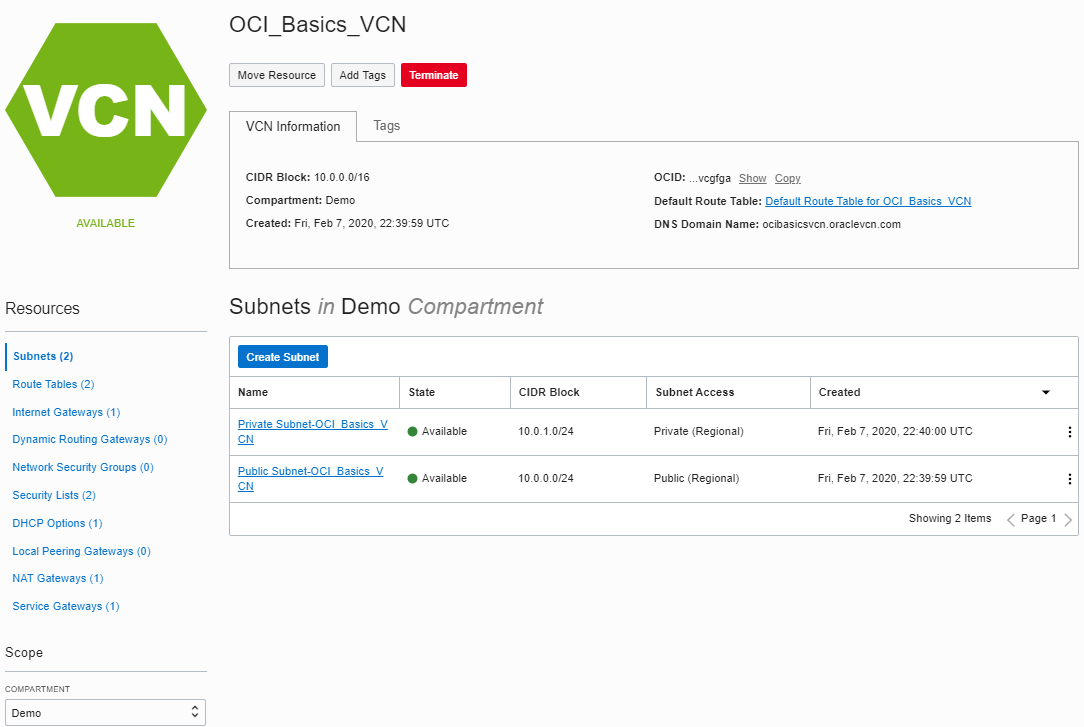 VCN
AVAILABLE
OCI_Basics_VCN
Move Resource Add Tags Terminate
VCN Information Tags
CIDR Block: 10.0.0.0/16
Compartment: Demo
Created: Fri, Feb 7, 2020, 22:39:59 UTC
OCID: ...vcgfga Show Copy
Default Route Table: Default Route Table for OCI_Basics_VCN
DNS Domain Name: ocibasicsvcn.oraclevcn.com
Resources
Subnets (2)
Route Tables (2)
Internet Gateways (1)
Dynamic Routing Gateways (0)
Network Security Groups (0)
Security Lists (2)
DHCP Options (1)
Local Peering Gateways (0)
NAT Gateways (1)
Service Gateways (1)
Scope
COMPARTMENT
Demo
Subnets in Demo Compartment
Create Subnet
Name State CIDR Block Subnet Access Created
Private Subnet-OCI_Basics_V
CN
Available 10.0.1.0/24 Private (Regional) Fri, Feb 7, 2020, 22:40:00 UTC
Public Subnet-OCI_Basics_V
CN
Available 10.0.0.0/24 Public (Regional) Fri, Feb 7, 2020, 22:39:59 UTC
Showing 2 Items Page 1